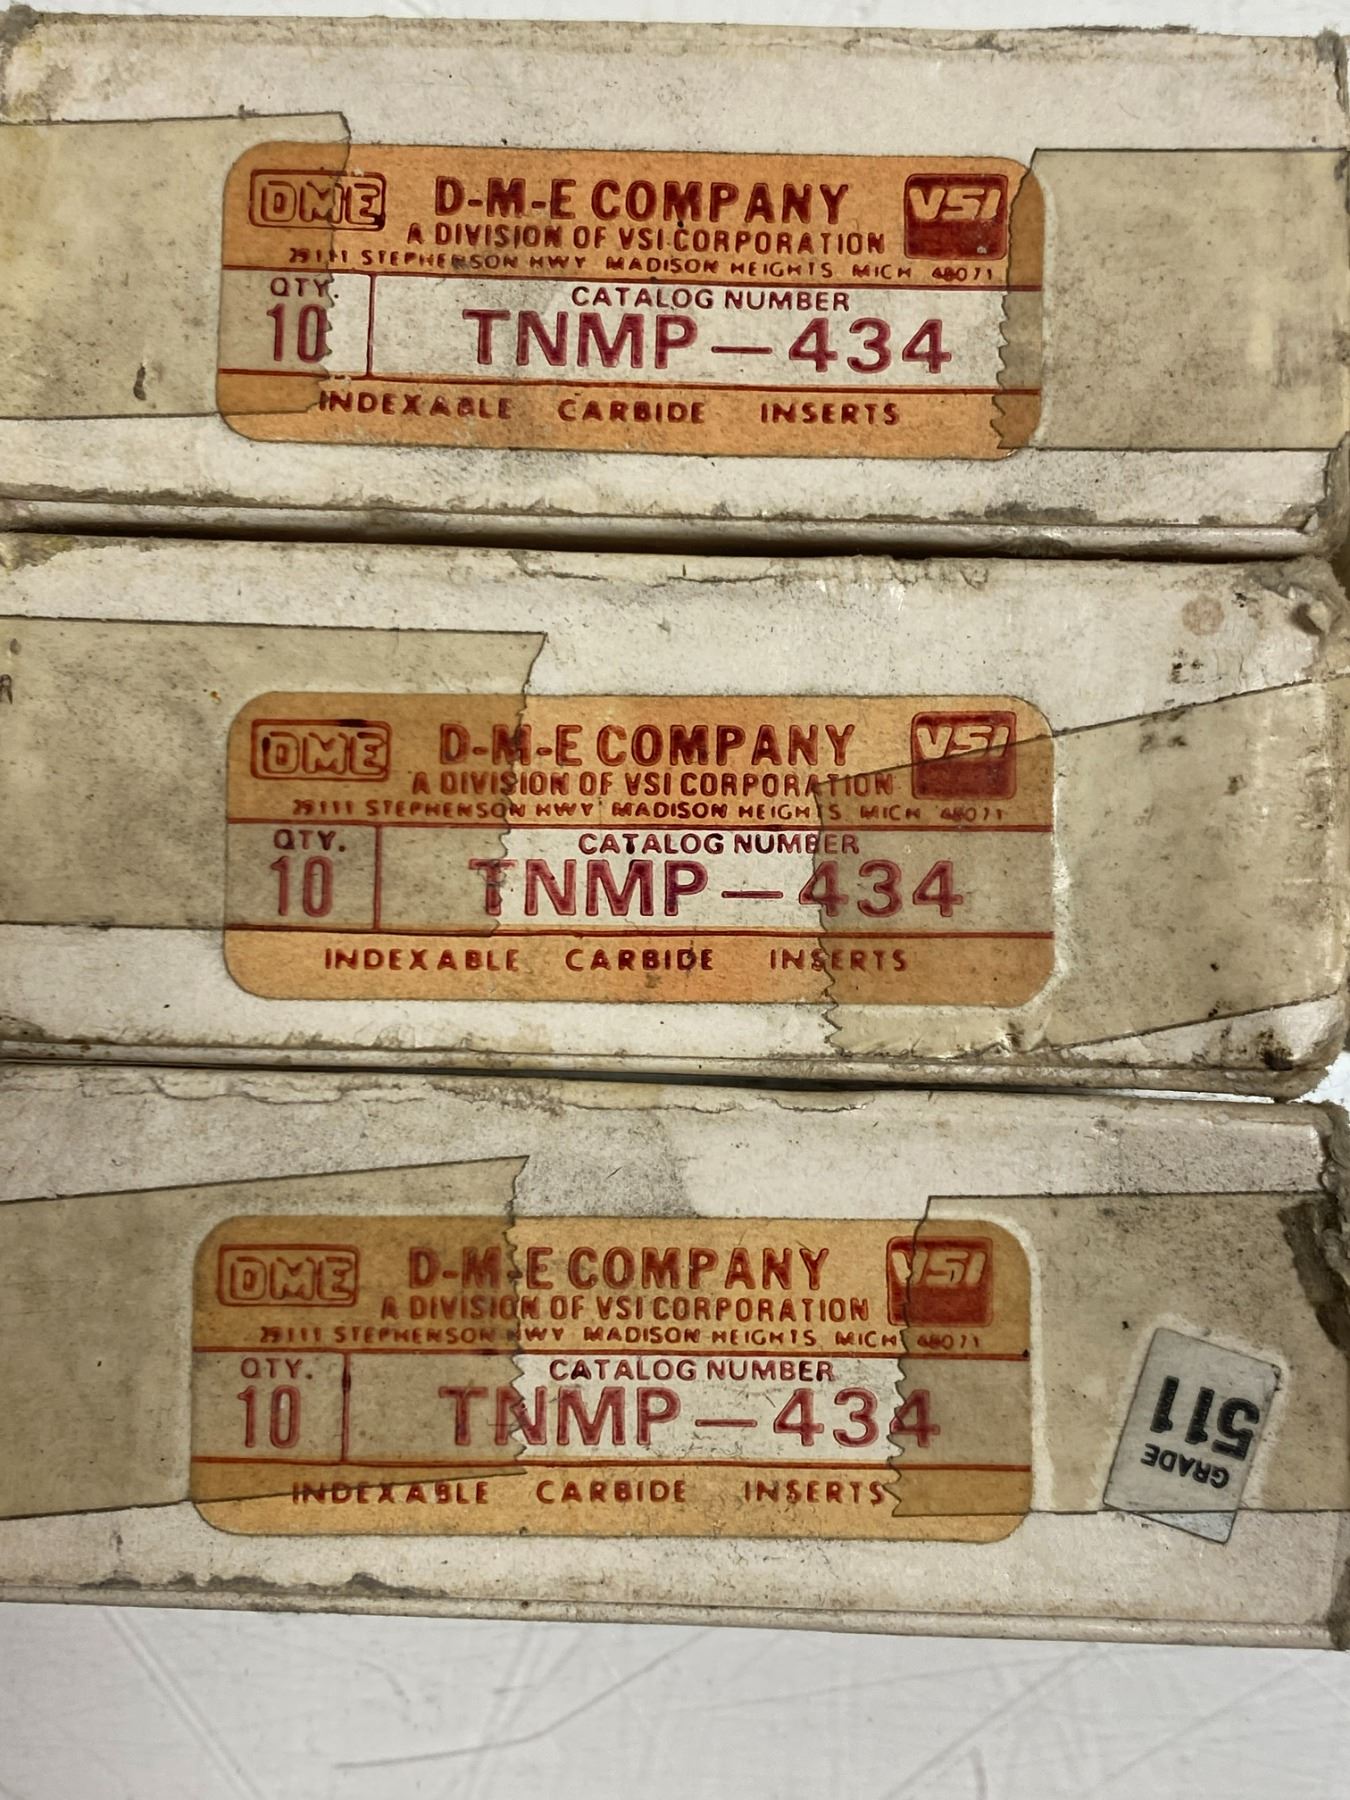 DME D-M-E COMPANY VSI
A DIVISION OF VSI CORPORATION
29111 STEPHENSON HWY MADISON HEIGHTS MICH 48071
QTY. CATALOG NUMBER
10 TNMP—434
INDEXABLE CARBIDE INSERTS
DME D-M-E COMPANY VSI
A DIVISION OF VSI CORPORATION
29111 STEPHENSON HWY MADISON HEIGHTS MICH 48071
QTY. CATALOG NUMBER
10 TNMP—434
INDEXABLE CARBIDE INSERTS
DME D-M-E COMPANY VSI
A DIVISION OF VSI CORPORATION
29111 STEPHENSON HWY MADISON HEIGHTS MICH 48071
QTY. CATALOG NUMBER
10 TNMP—434
INDEXABLE CARBIDE INSERTS
GRADE
511